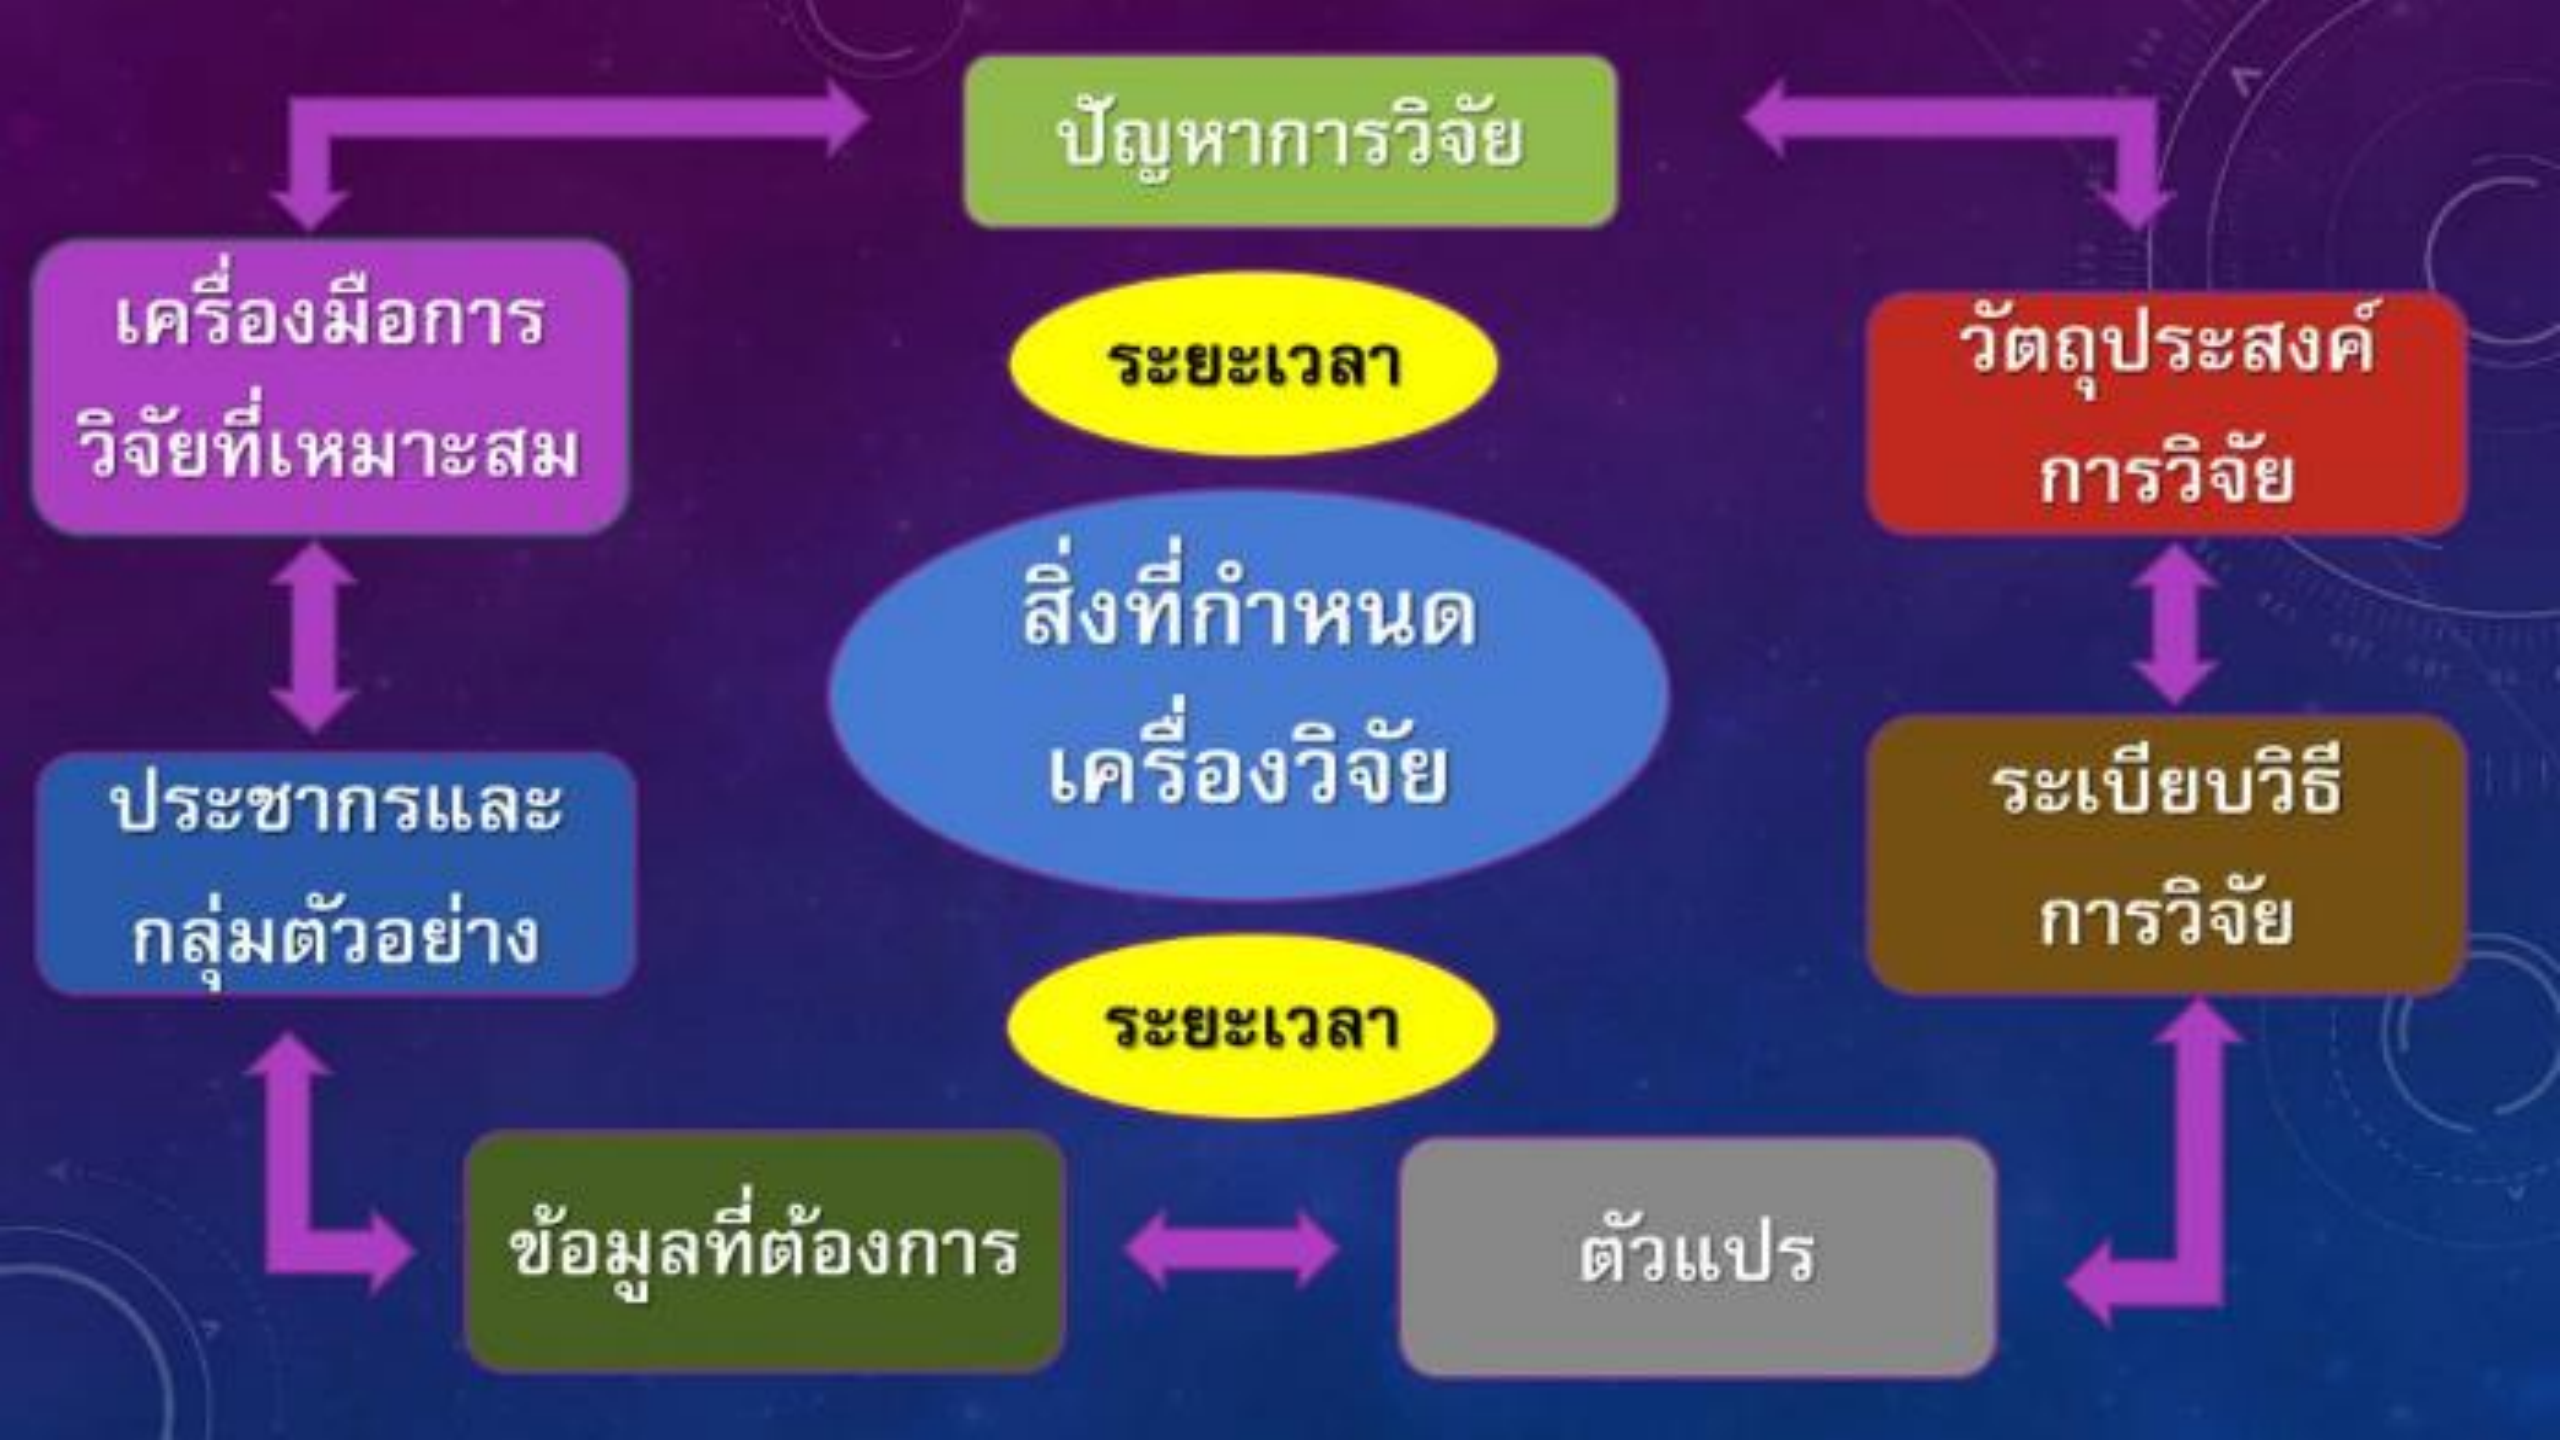 ปัญหาการวิจัย
เครื่องมือการ
วิจัยที่เหมาะสม
ระยะเวลา
วัตถุประสงค์
การวิจัย
สิ่งที่กำหนด
เครื่องวิจัย
ประชากรและ
กลุ่มตัวอย่าง
ระเบียบวิธี
การวิจัย
ระยะเวลา
ข้อมูลที่ต้องการ
ตัวแปร